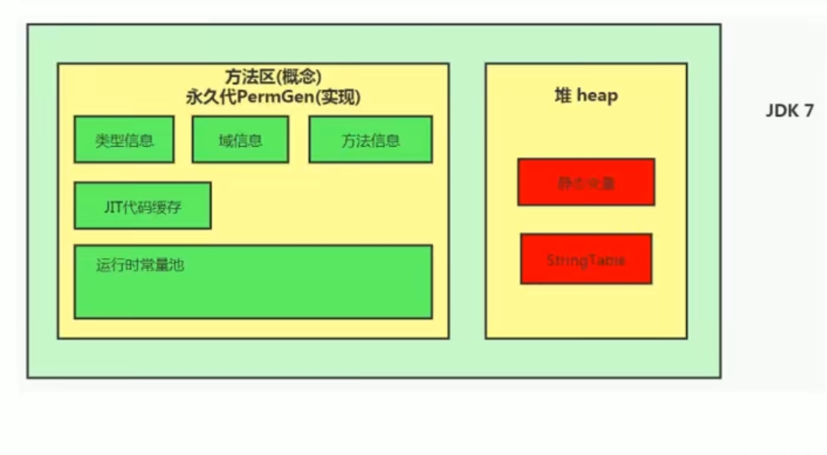 方法区(概念)
永久代PermGen(实现)
堆 heap
JDK 7
类型信息
域信息
方法信息
静态变量
JIT代码缓存
StringTable
运行时常量池